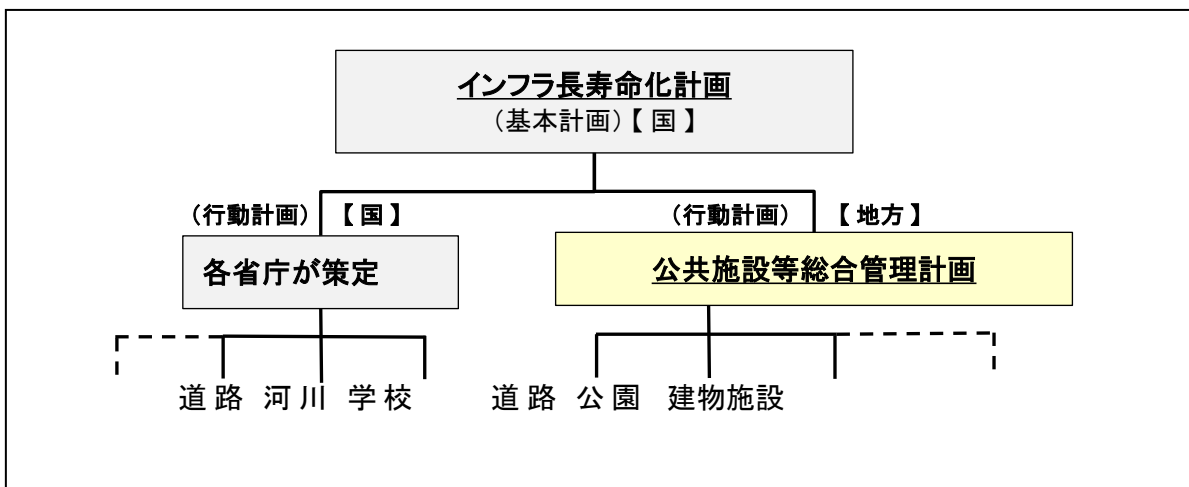 インフラ長寿命化計画
（基本計画）【 国 】
（行動計画） 【 国 】
（行動計画） 【 地方 】
各省庁が策定
公共施設等総合管理計画
道 路 河 川 学 校
道 路 公 園 建物施設